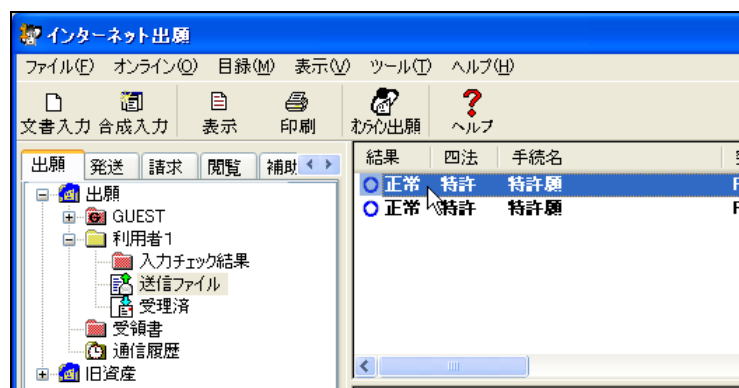 インターネット出願
ファイル(F) オンライン(O) 目録(M) 表示(V) ツール(T) ヘルプ(H)
文書入力 合成入力 表示 印刷 オンライン出願 ヘルプ
出願 発送 請求 閲覧 補助
結果 四法 手続名
正常 特許 特許願
正常 特許 特許願
出願
GUEST
利用者1
入力チェック結果
送信ファイル
受理済
受領書
通信履歴
旧資産